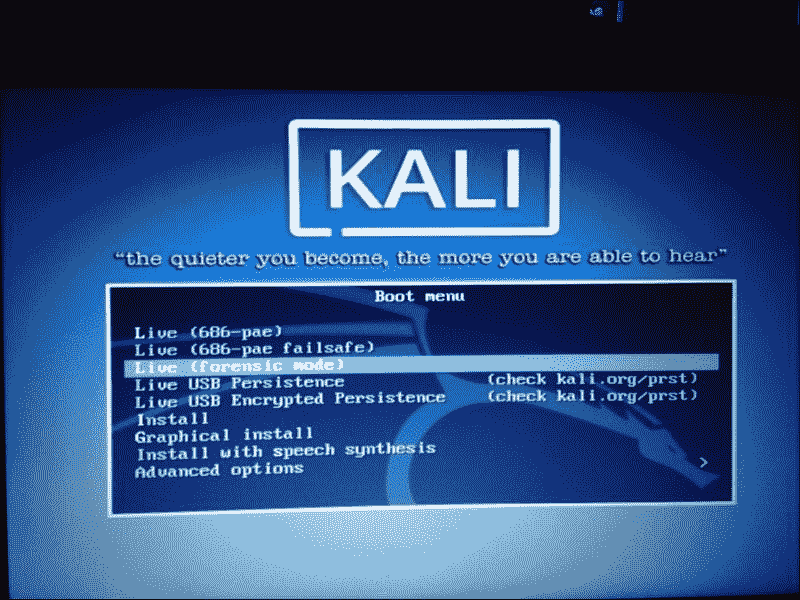 KALI
“the quieter you become, the more you are able to hear”
Boot menu
Live (686-pae)
Live (686-pae failsafe)
Live (forensic mode)
Live USB Persistence (check kali.org/prst)
Live USB Encrypted Persistence (check kali.org/prst)
Install
Graphical install
Install with speech synthesis
Advanced options >